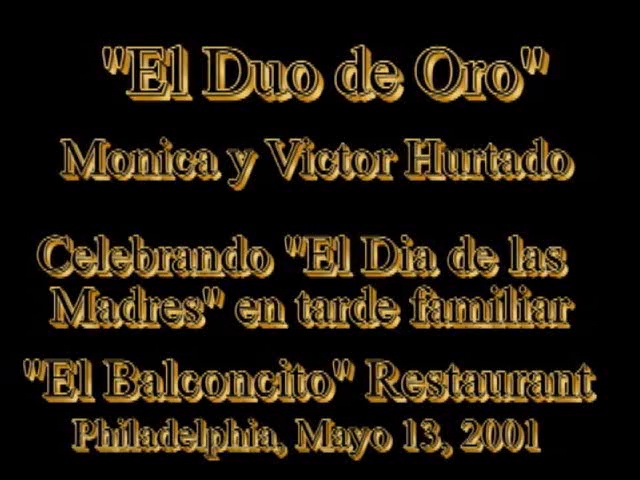 "El Duo de Oro"
Monica y Victor Hurtado
Celebrando "El Dia de las
Madres" en tarde familiar
"El Balconcito" Restaurant
Philadelphia, Mayo 13, 2001